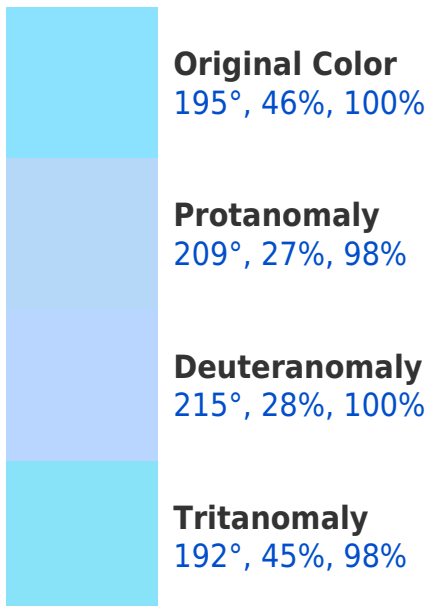 Original Color
195°, 46%, 100%
Protanomaly
209°, 27%, 98%
Deuteranomaly
215°, 28%, 100%
Tritanomaly
192°, 45%, 98%